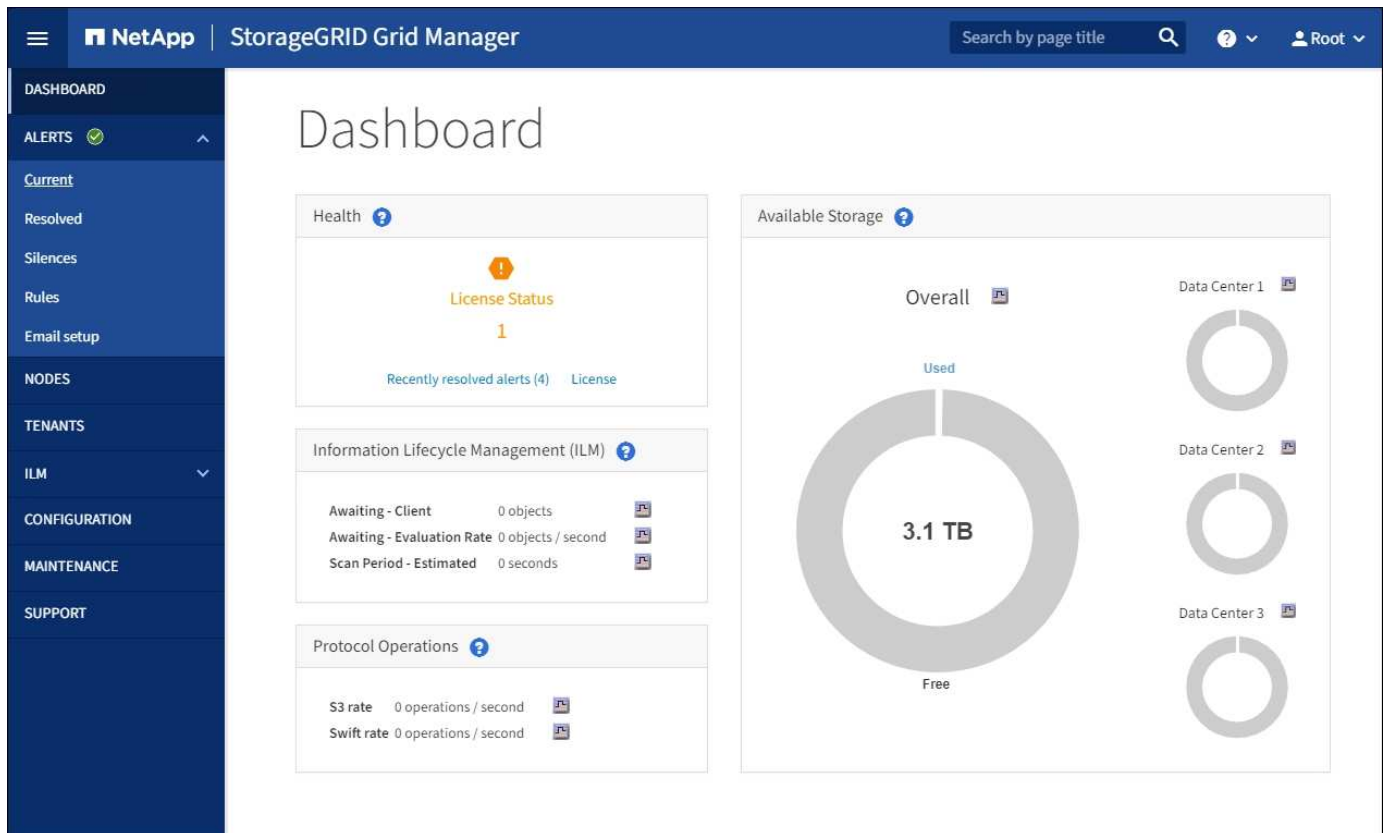 NetApp | StorageGRID Grid Manager
Search by page title
Root
DASHBOARD
ALERTS
Current
Resolved
Silences
Rules
Email setup
NODES
TENANTS
ILM
CONFIGURATION
MAINTENANCE
SUPPORT
Dashboard
Health ?
License Status
1
Recently resolved alerts (4) License
Information Lifecycle Management (ILM) ?
Awaiting - Client 0 objects
Awaiting - Evaluation Rate 0 objects / second
Scan Period - Estimated 0 seconds
Protocol Operations ?
S3 rate 0 operations / second
Swift rate 0 operations / second
Available Storage ?
Overall
Used
3.1 TB
Free
Data Center 1
Data Center 2
Data Center 3